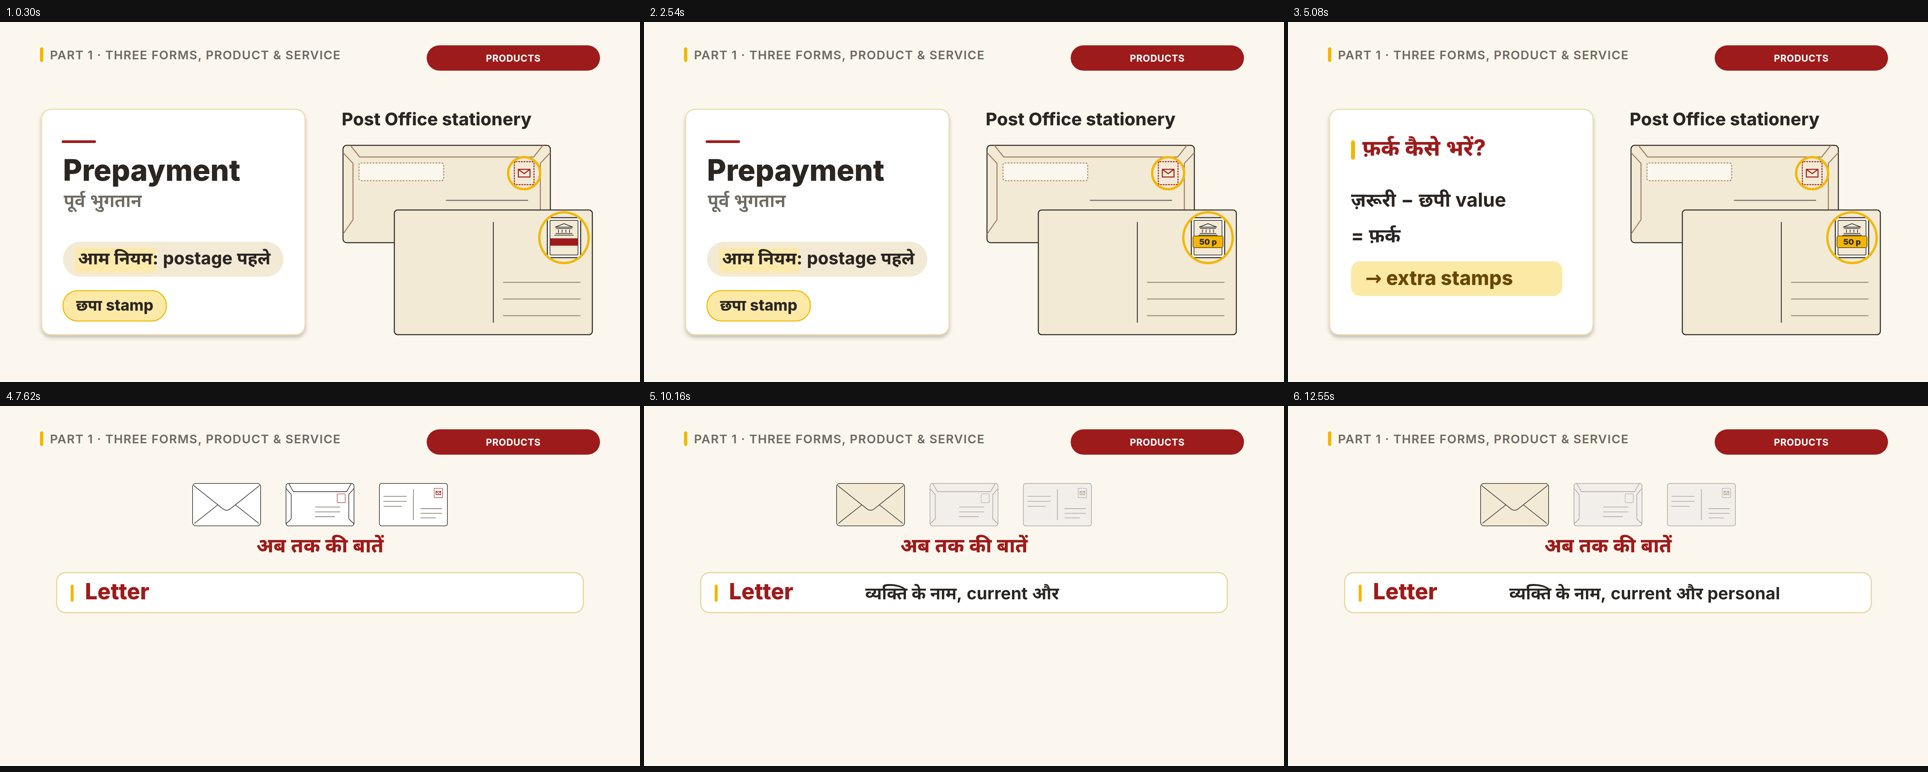 1. 0.30s
PART 1 · THREE FORMS, PRODUCT & SERVICE
PRODUCTS
Prepayment
पूर्व भुगतान
आम नियम: postage पहले
छपा stamp
Post Office stationery
2. 2.54s
PART 1 · THREE FORMS, PRODUCT & SERVICE
PRODUCTS
Prepayment
पूर्व भुगतान
आम नियम: postage पहले
छपा stamp
Post Office stationery
50 p
3. 5.08s
PART 1 · THREE FORMS, PRODUCT & SERVICE
PRODUCTS
फ़र्क कैसे भरें?
ज़रूरी − छपी value
= फ़र्क
→ extra stamps
Post Office stationery
50 p
4. 7.62s
PART 1 · THREE FORMS, PRODUCT & SERVICE
PRODUCTS
अब तक की बातें
Letter
5. 10.16s
PART 1 · THREE FORMS, PRODUCT & SERVICE
PRODUCTS
अब तक की बातें
Letter व्यक्ति के नाम, current और
6. 12.55s
PART 1 · THREE FORMS, PRODUCT & SERVICE
PRODUCTS
अब तक की बातें
Letter व्यक्ति के नाम, current और personal